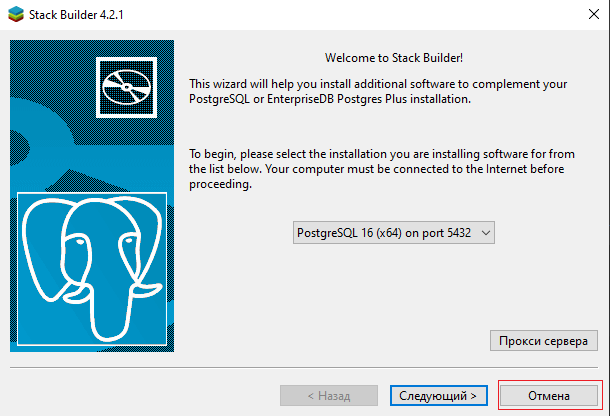 Stack Builder 4.2.1
Welcome to Stack Builder!
This wizard will help you install additional software to complement your
PostgreSQL or EnterpriseDB Postgres Plus installation.
To begin, please select the installation you are installing software for from
the list below. Your computer must be connected to the Internet before
proceeding.
PostgreSQL 16 (x64) on port 5432
Прокси сервера
< Назад
Следующий >
Отмена